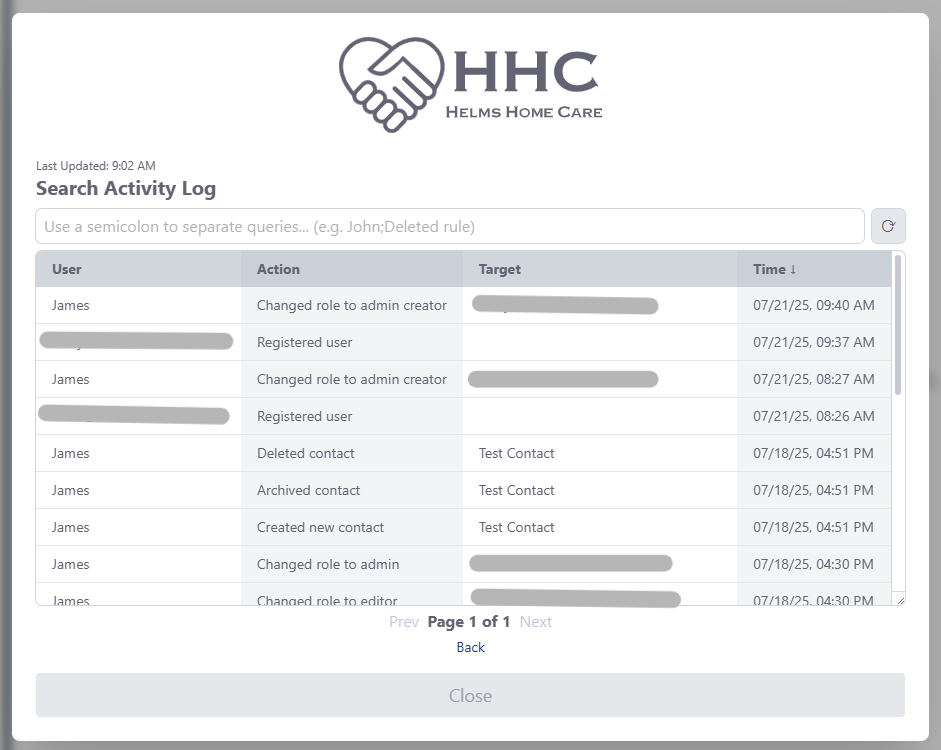 HHC
HELMS HOME CARE
Last Updated: 9:02 AM
Search Activity Log
Use a semicolon to separate queries... (e.g. John;Deleted rule)
User Action Target Time ↓
James Changed role to admin creator 07/21/25, 09:40 AM
Registered user 07/21/25, 09:37 AM
James Changed role to admin creator 07/21/25, 08:27 AM
Registered user 07/21/25, 08:26 AM
James Deleted contact Test Contact 07/18/25, 04:51 PM
James Archived contact Test Contact 07/18/25, 04:51 PM
James Created new contact Test Contact 07/18/25, 04:51 PM
James Changed role to admin 07/18/25, 04:30 PM
James Changed role to editor 07/18/25, 04:30 PM
Prev Page 1 of 1 Next
Back
Close